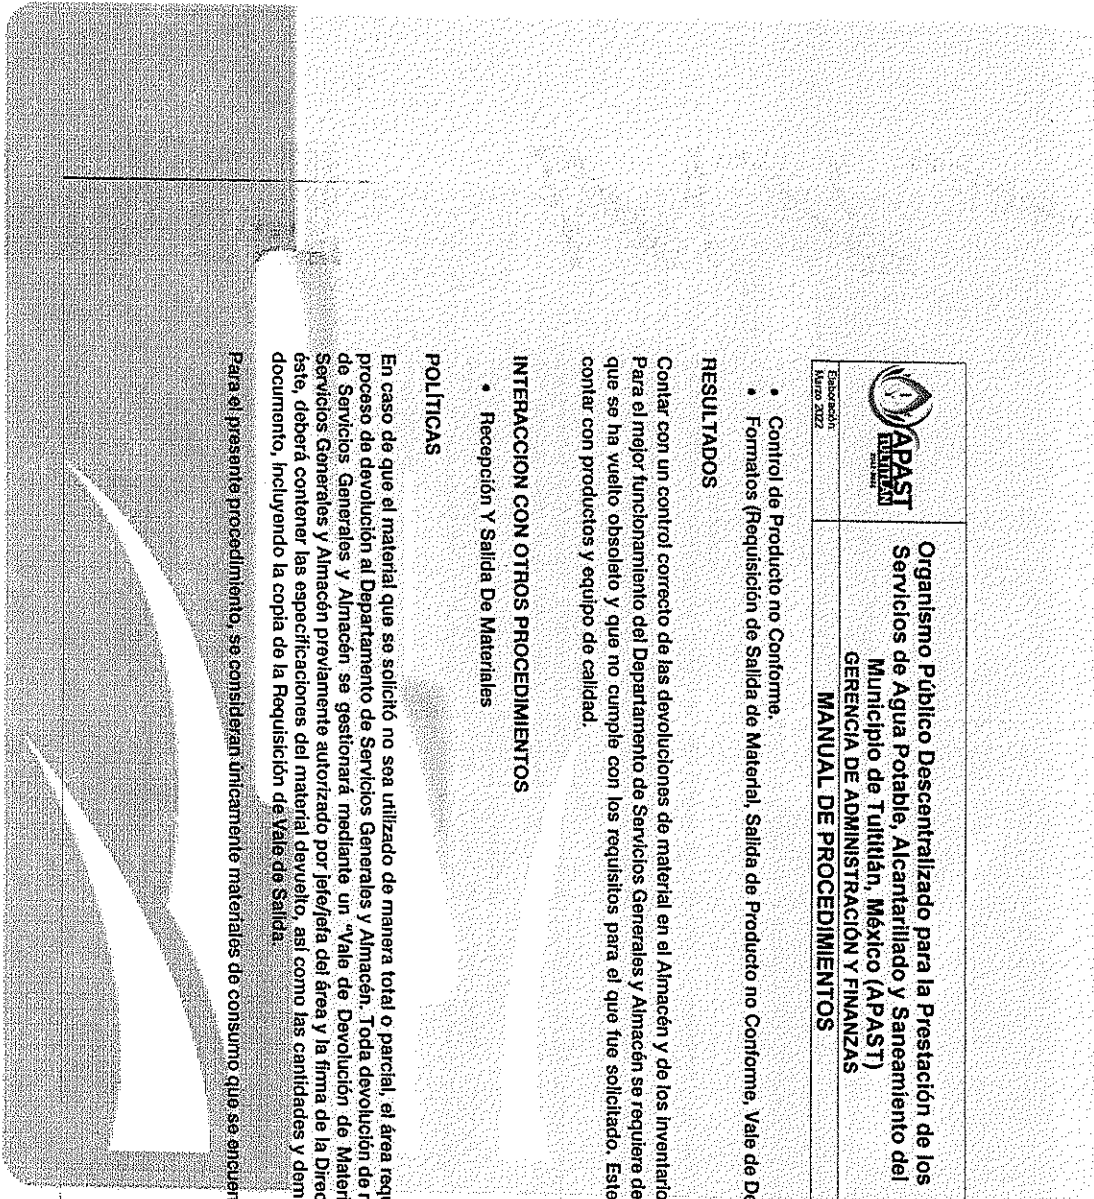 APAST
TULTITLÁN
Elaboración:
Marzo 2022
Organismo Público Descentralizado para la Prestación de los
Servicios de Agua Potable, Alcantarillado y Saneamiento del
Municipio de Tultitlán, México (APAST)
GERENCIA DE ADMINISTRACIÓN Y FINANZAS
MANUAL DE PROCEDIMIENTOS
• Control de Producto no Conforme.
• Formatos (Requisición de Salida de Material, Salida de Producto no Conforme, Vale de De
RESULTADOS
Contar con un control correcto de las devoluciones de material en el Almacén y de los inventario
Para el mejor funcionamiento del Departamento de Servicios Generales y Almacén se requiere de
que se ha vuelto obsoleto y que no cumple con los requisitos para el que fue solicitado. Este
contar con productos y equipo de calidad.
INTERACCION CON OTROS PROCEDIMIENTOS
• Recepción Y Salida De Materiales
POLÍTICAS
En caso de que el material que se solicitó no sea utilizado de manera total o parcial, el área requ
proceso de devolución al Departamento de Servicios Generales y Almacén. Toda devolución de m
de Servicios Generales y Almacén se gestionará mediante un "Vale de Devolución de Materi
Servicios Generales y Almacén previamente autorizado por jefe/jefa del área y la firma de la Direc
éste, deberá contener las especificaciones del material devuelto, así como las cantidades y dem
documento, incluyendo la copia de la Requisición de Vale de Salida
Para el presente procedimiento, se consideran únicamente materiales de consumo que se encuen